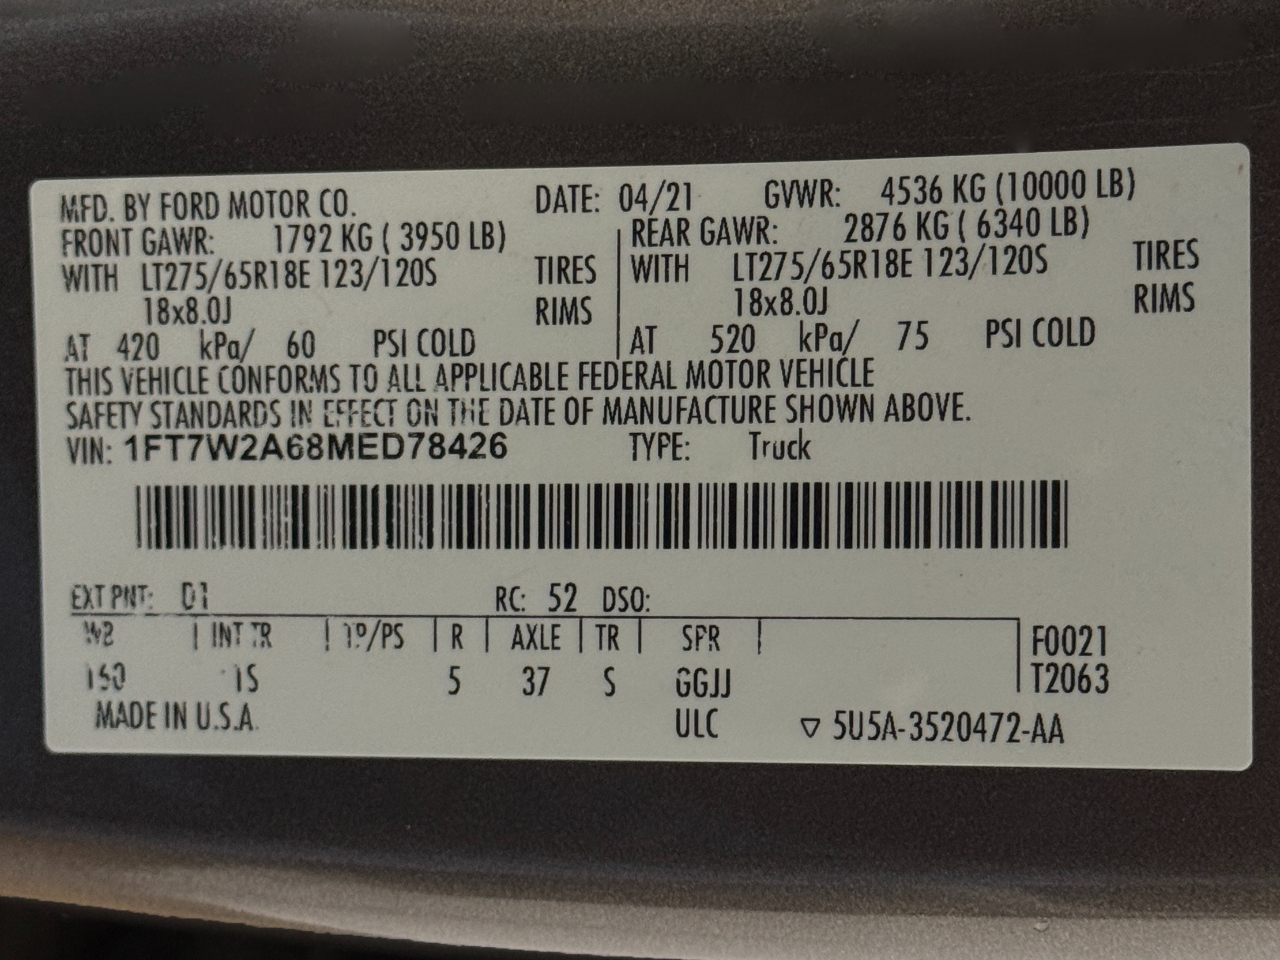 MFD. BY FORD MOTOR CO. DATE: 04/21 GVWR: 4536 KG (10000 LB)
FRONT GAWR: 1792 KG ( 3950 LB) REAR GAWR: 2876 KG ( 6340 LB)
WITH LT275/65R18E 123/120S TIRES WITH LT275/65R18E 123/120S TIRES
18x8.0J RIMS 18x8.0J RIMS
AT 420 kPa/ 60 PSI COLD AT 520 kPa/ 75 PSI COLD
THIS VEHICLE CONFORMS TO ALL APPLICABLE FEDERAL MOTOR VEHICLE
SAFETY STANDARDS IN EFFECT ON THE DATE OF MANUFACTURE SHOWN ABOVE.
VIN: 1FT7W2A68MED78426 TYPE: Truck
EXT PNT: D1 RC: 52 DSO:
WB INT TR TP/PS R AXLE TR SPR F0021
160 5 37 S GGJJ T2063
MADE IN U.S.A. ULC ▽ 5U5A-3520472-AA